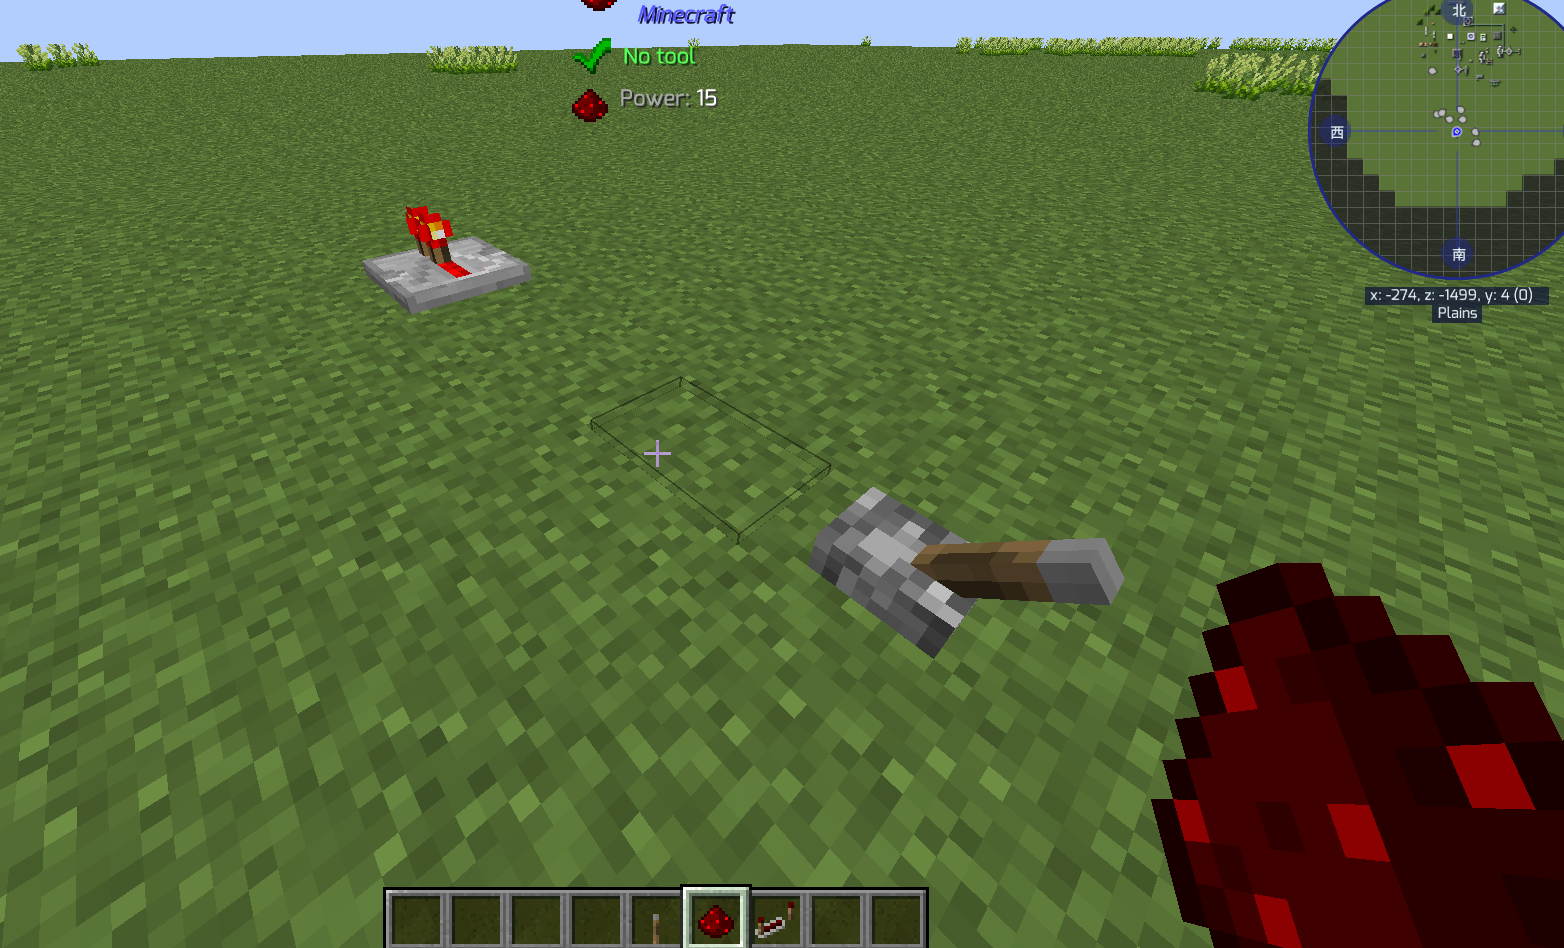 Minecraft
No tool
Power: 15
北
西
南
x: -274, z: -1499, y: 4 (0)
Plains